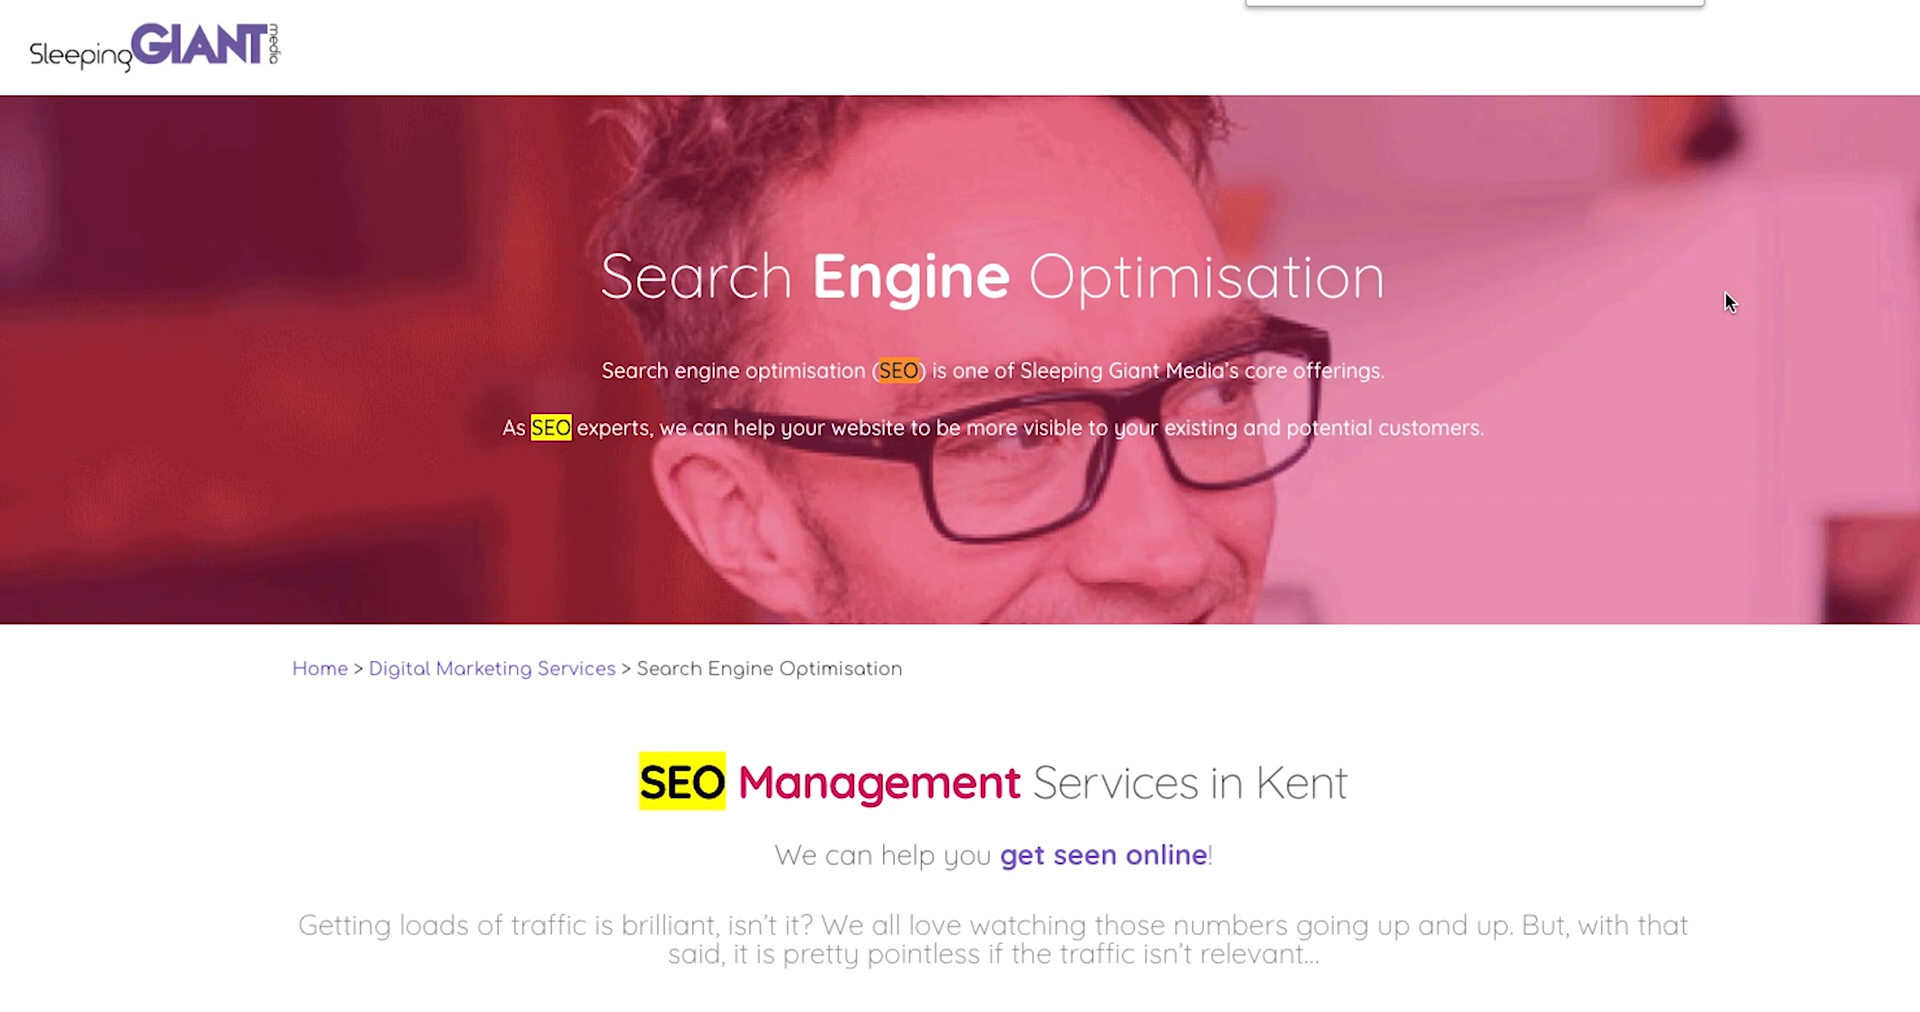 Sleeping GIANT media
Search Engine Optimisation
Search engine optimisation (SEO) is one of Sleeping Giant Media’s core offerings.
As SEO experts, we can help your website to be more visible to your existing and potential customers.
Home > Digital Marketing Services > Search Engine Optimisation
SEO Management Services in Kent
We can help you get seen online!
Getting loads of traffic is brilliant, isn’t it? We all love watching those numbers going up and up. But, with that
said, it is pretty pointless if the traffic isn’t relevant...